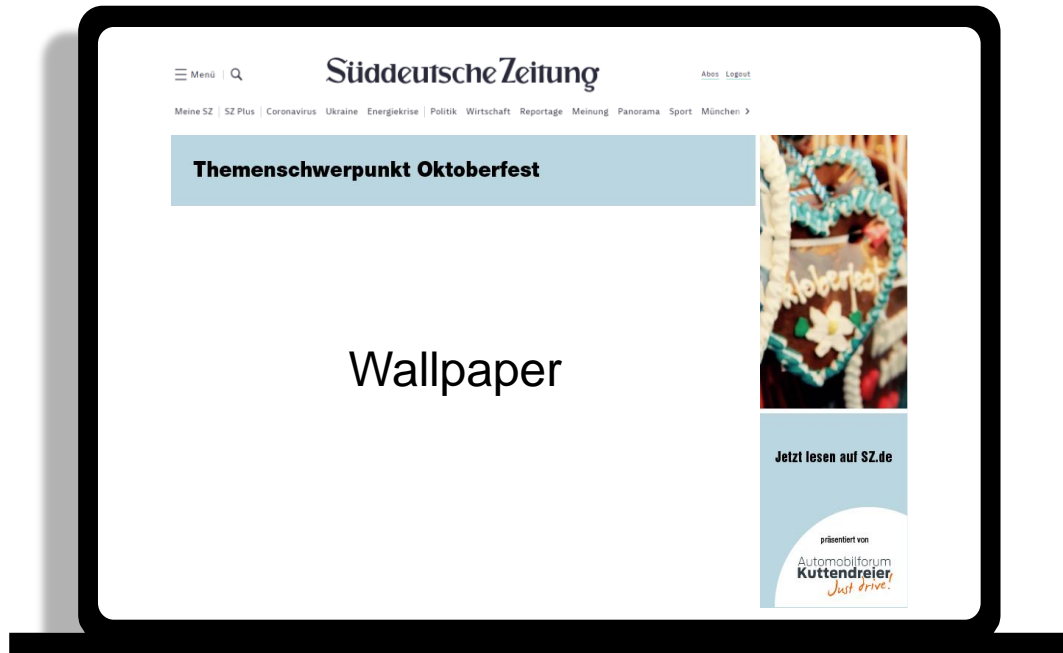 Süddeutsche Zeitung
Menü
Abos Logout
Meine SZ SZ Plus Coronavirus Ukraine Energiekrise Politik Wirtschaft Reportage Meinung Panorama Sport München
Themenschwerpunkt Oktoberfest
Oktoberfest
Wallpaper
Jetzt lesen auf SZ.de
präsentiert von
Automobilforum
Kuttendreier
Just drive!